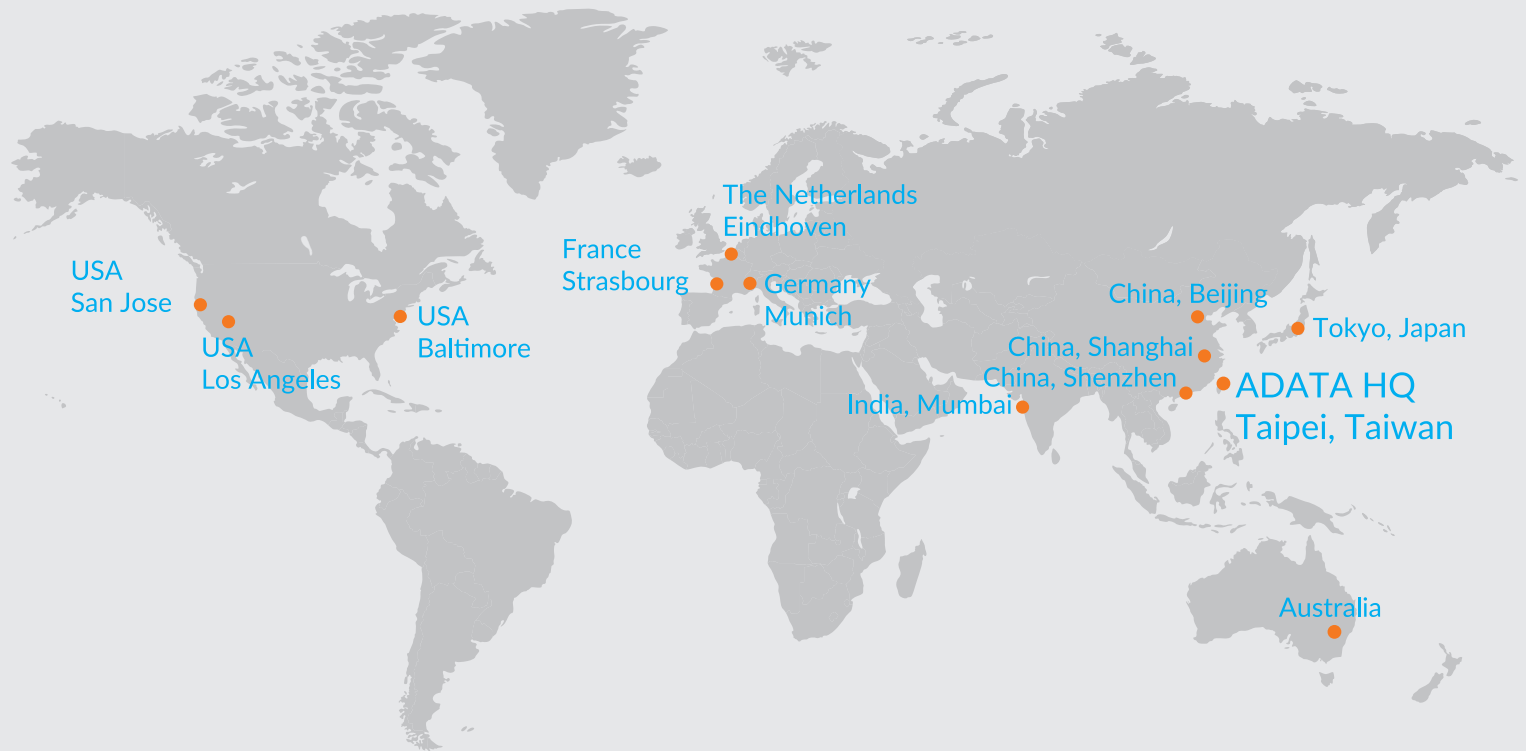 The Netherlands
Eindhoven
France
Strasbourg
Germany
Munich
USA
San Jose
USA
Los Angeles
USA
Baltimore
China, Beijing
Tokyo, Japan
China, Shanghai
China, Shenzhen
India, Mumbai
ADATA HQ
Taipei, Taiwan
Australia